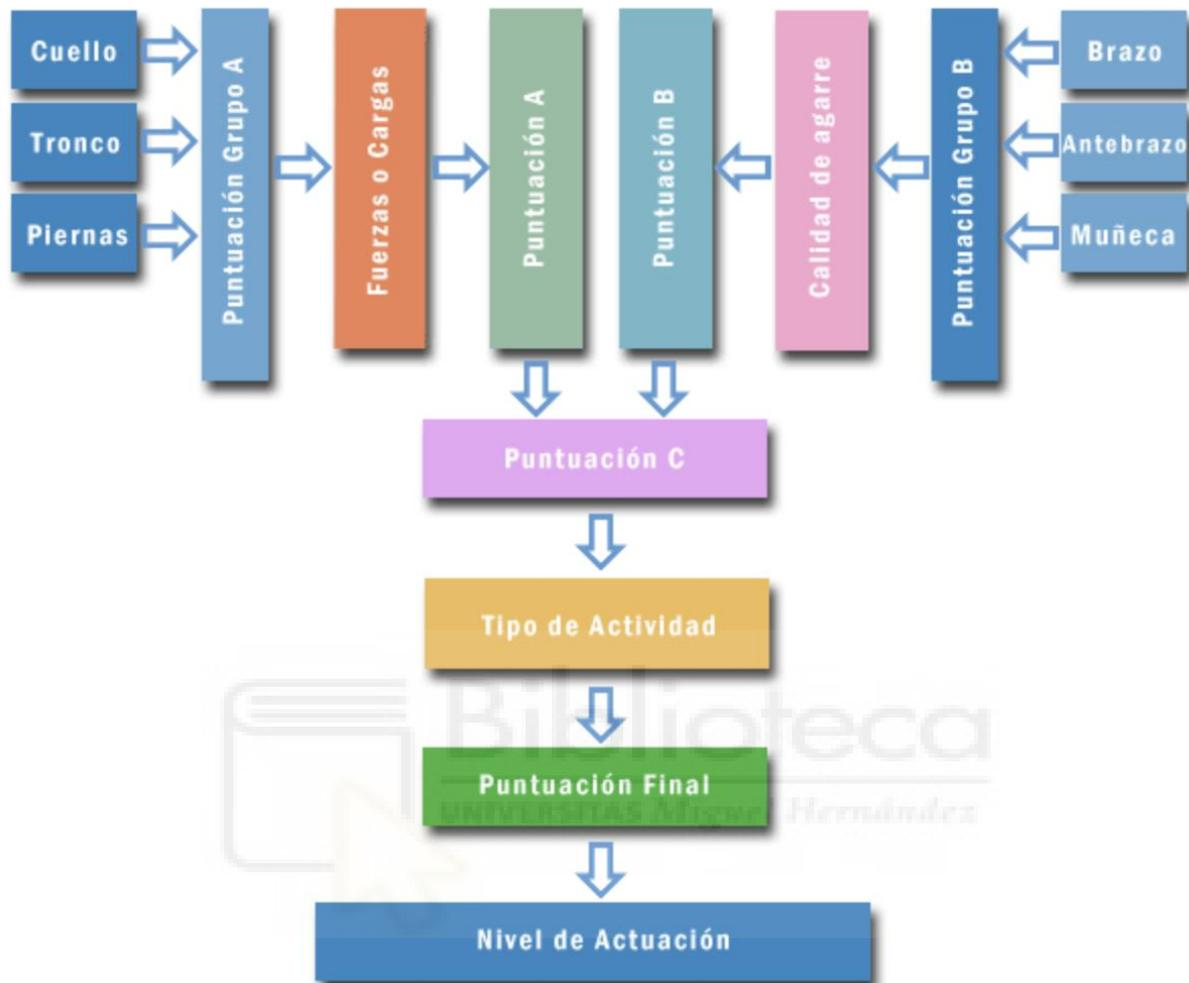 Cuello
Tronco
Piernas
Puntuación Grupo A
Fuerzas o Cargas
Puntuación A
Puntuación B
Calidad de agarre
Puntuación Grupo B
Brazo
Antebrazo
Muñeca
Puntuación C
Tipo de Actividad
Biblioteca
Puntuación Final
UNIVERSITAS Miguel Hernández
Nivel de Actuación